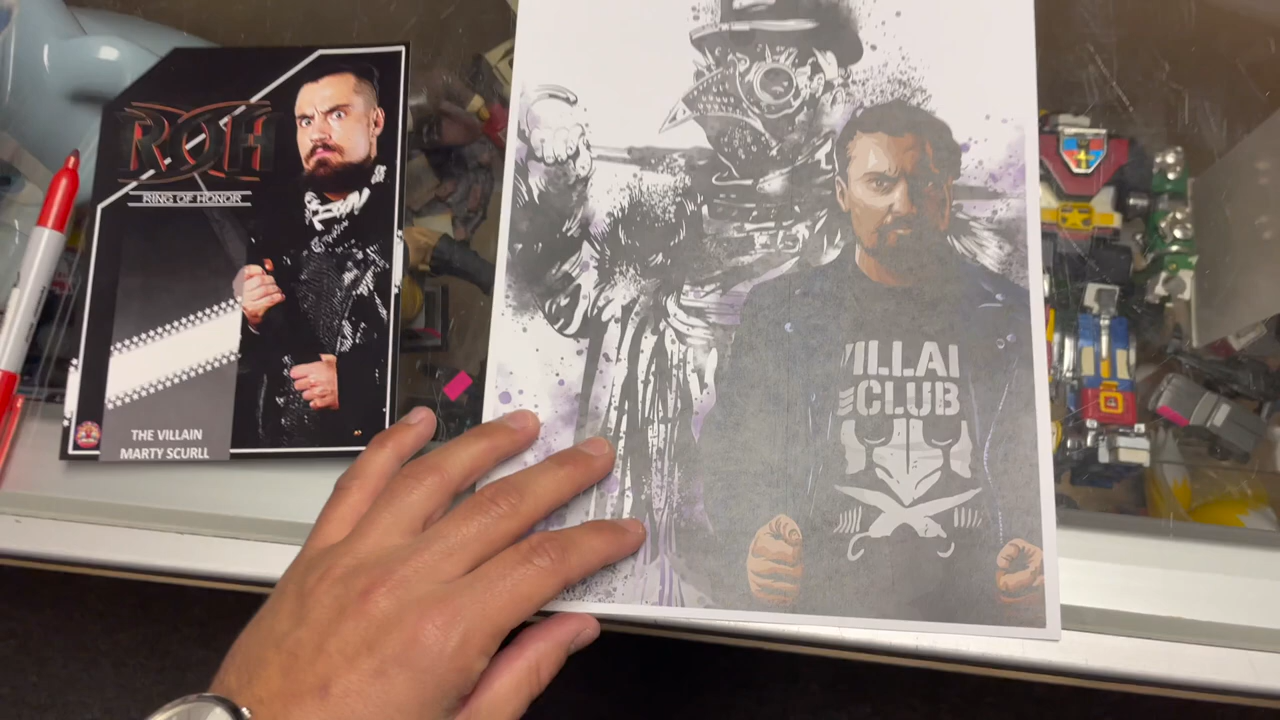 ROH
RING OF HONOR
THE VILLAIN
MARTY SCURLL
VILLAI
CLUB